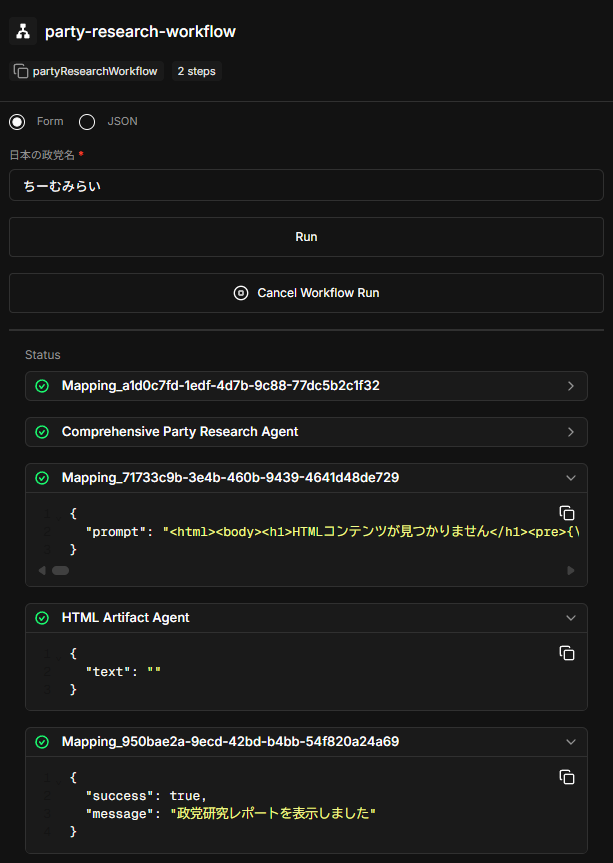 party-research-workflow
partyResearchWorkflow 2 steps
Form JSON
日本の政党名 *
ちーむみらい
Run
Cancel Workflow Run
Status
Mapping_a1d0c7fd-1edf-4d7b-9c88-77dc5b2c1f32
Comprehensive Party Research Agent
Mapping_71733c9b-3e4b-460b-9439-4641d48de729
{
"prompt": "<html><body><h1>HTMLコンテンツが見つかりません</h1><pre>{\
}
HTML Artifact Agent
{
"text": ""
}
Mapping_950bae2a-9ecd-42bd-b4bb-54f820a24a69
{
"success": true,
"message": "政党研究レポートを表示しました"
}